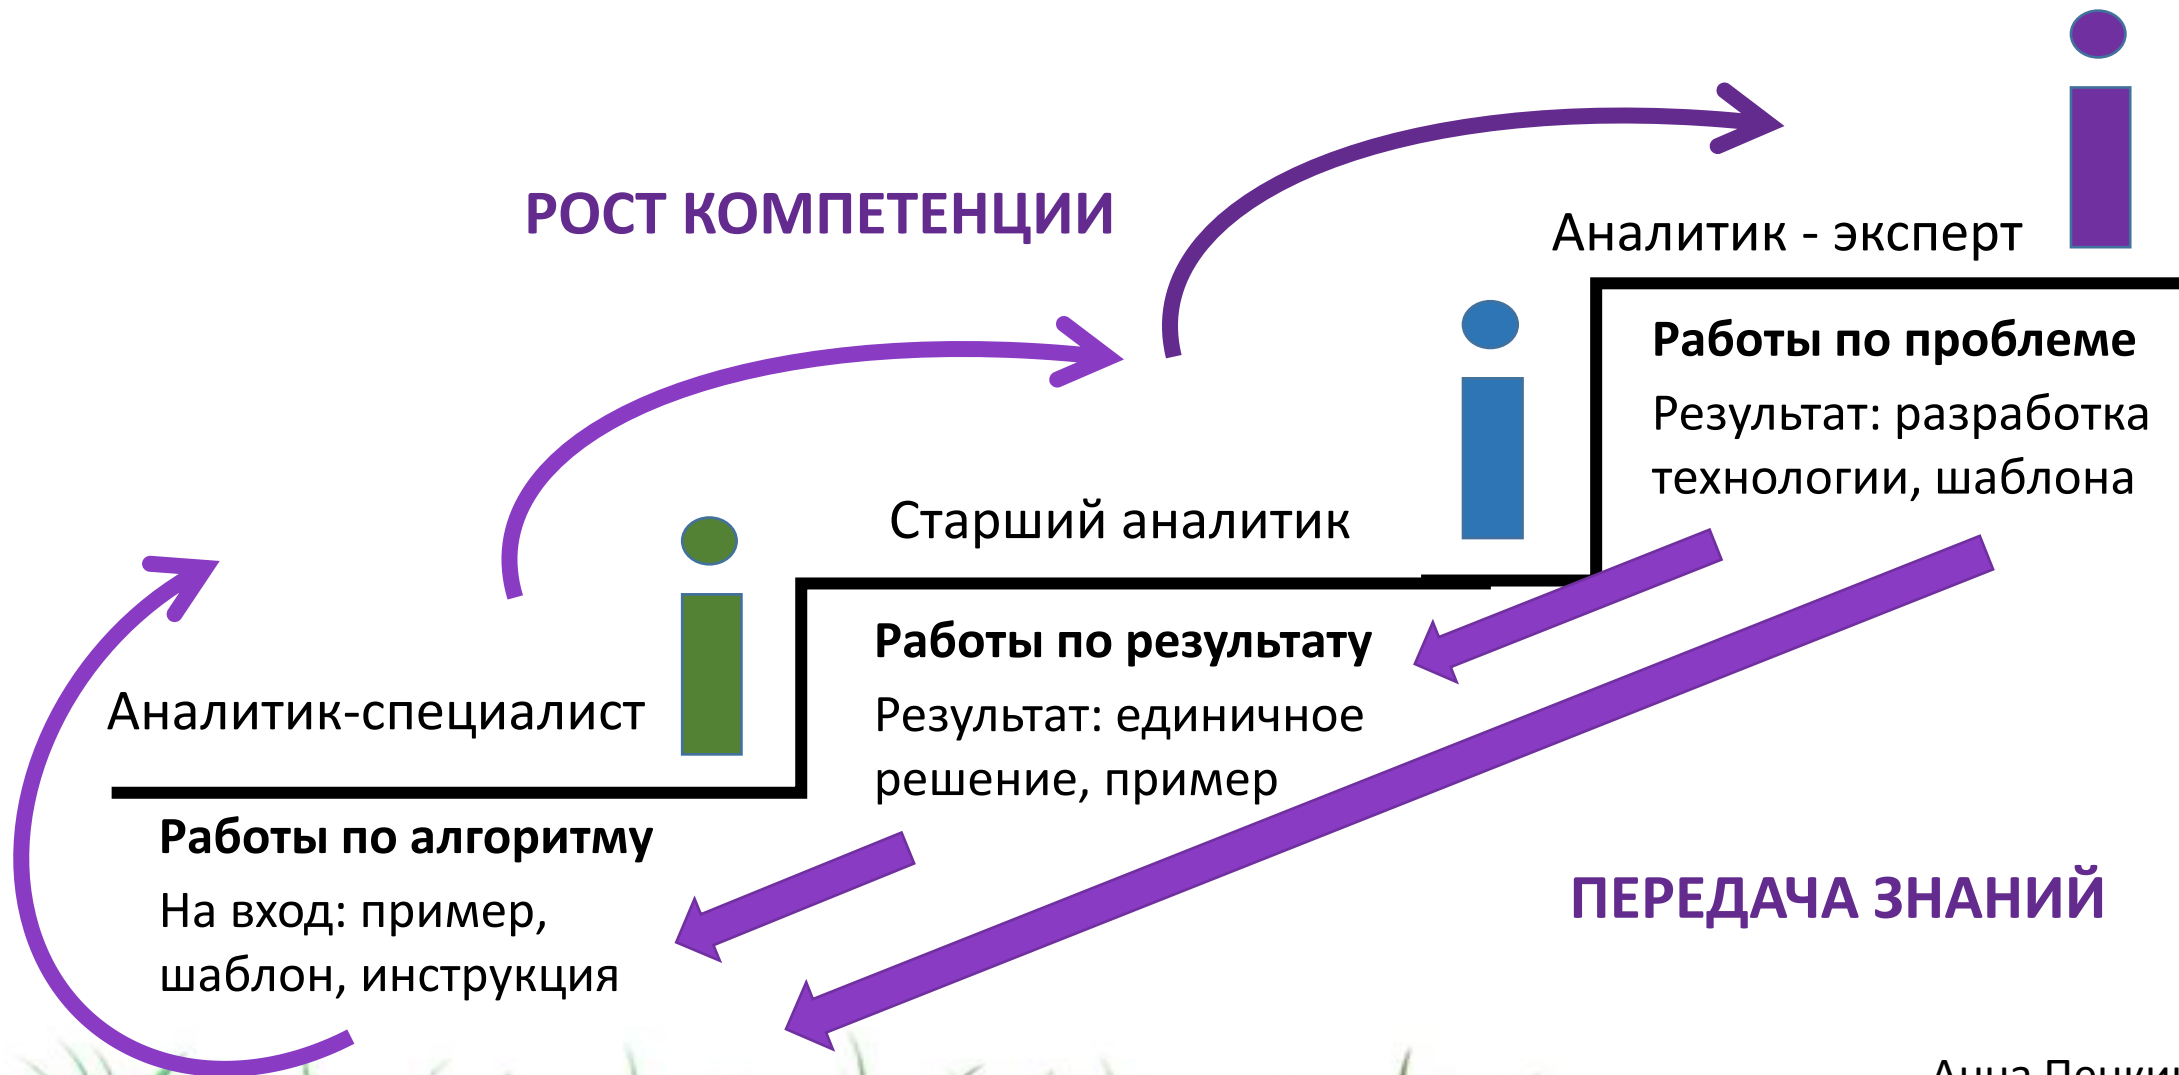 РОСТ КОМПЕТЕНЦИИ
Аналитик - эксперт
Работы по проблеме
Результат: разработка
технологии, шаблона
Старший аналитик
Работы по результату
Результат: единичное
решение, пример
Аналитик-специалист
Работы по алгоритму
На вход: пример,
шаблон, инструкция
ПЕРЕДАЧА ЗНАНИЙ
Анна